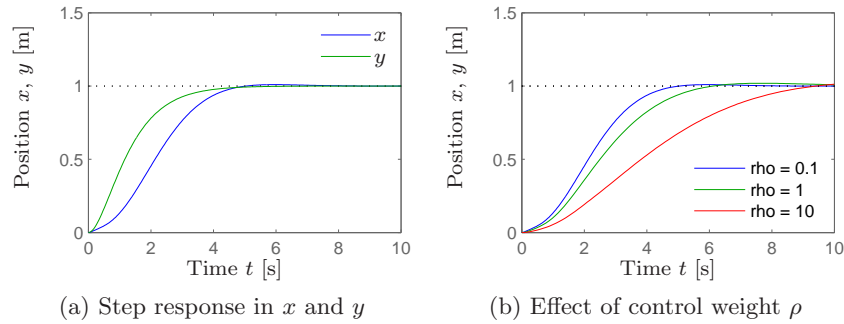 Position x, y [m]
1.5
1
0.5
0
x
y
0 2 4 6 8 10
Time t [s]
(a) Step response in x and y
Position x, y [m]
1.5
1
0.5
0
rho = 0.1
rho = 1
rho = 10
0 2 4 6 8 10
Time t [s]
(b) Effect of control weight ρ